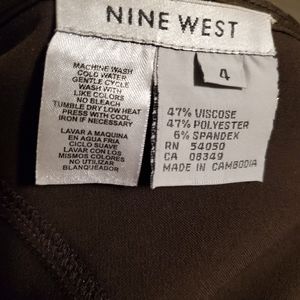 NINE WEST
MACHINE WASH
COLD WATER
GENTLE CYCLE
WASH WITH
LIKE COLORS
NO BLEACH
TUMBLE DRY LOW HEAT
PRESS WITH COOL
IRON IF NECESSARY
LAVAR A MAQUINA
EN AGUA FRIA
CICLO SUAVE
LAVAR CON LOS
MISMOS COLORES
NO UTILIZAR
BLANQUEADOR
4
47% VISCOSE
47% POLYESTER
6% SPANDEX
RN 54050
CA 08349
MADE IN CAMBODIA